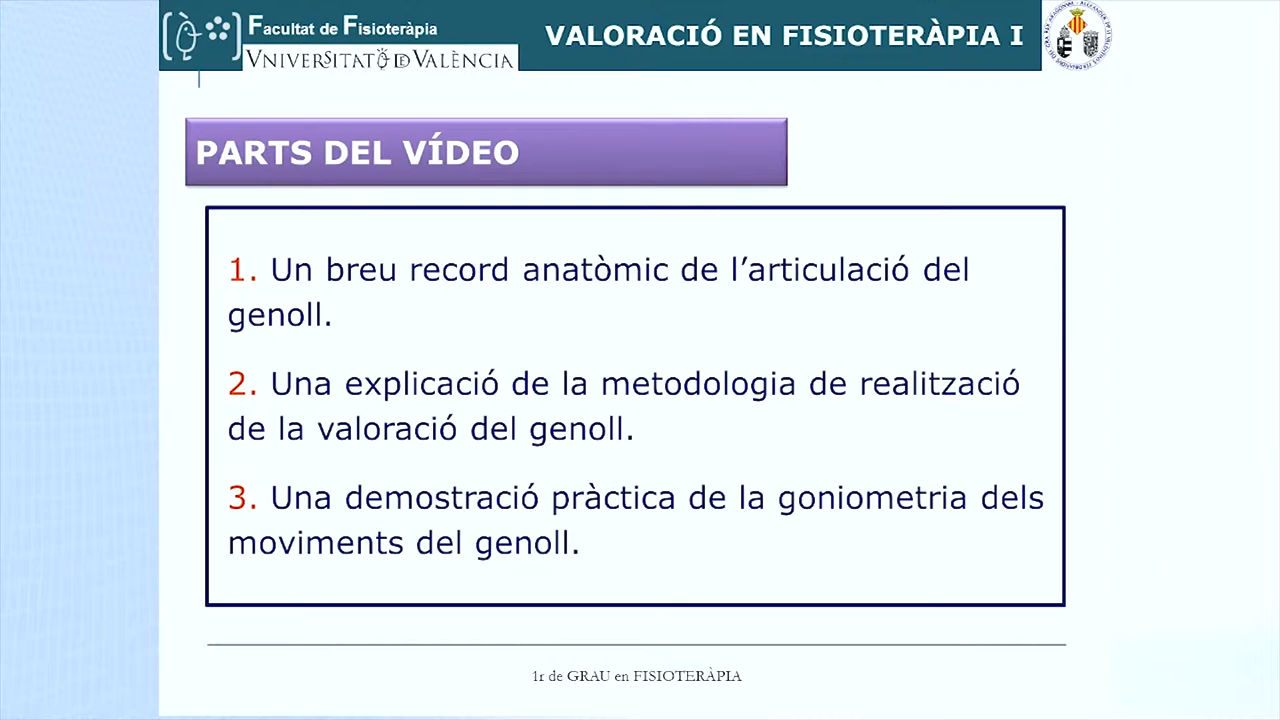 Facultat de Fisioteràpia
VNIVERSITAT DE VALÈNCIA
VALORACIÓ EN FISIOTERÀPIA I
PARTS DEL VÍDEO
1. Un breu record anatòmic de l’articulació del
genoll.
2. Una explicació de la metodologia de realització
de la valoració del genoll.
3. Una demostració pràctica de la goniometria dels
moviments del genoll.
1r de GRAU en FISIOTERÀPIA